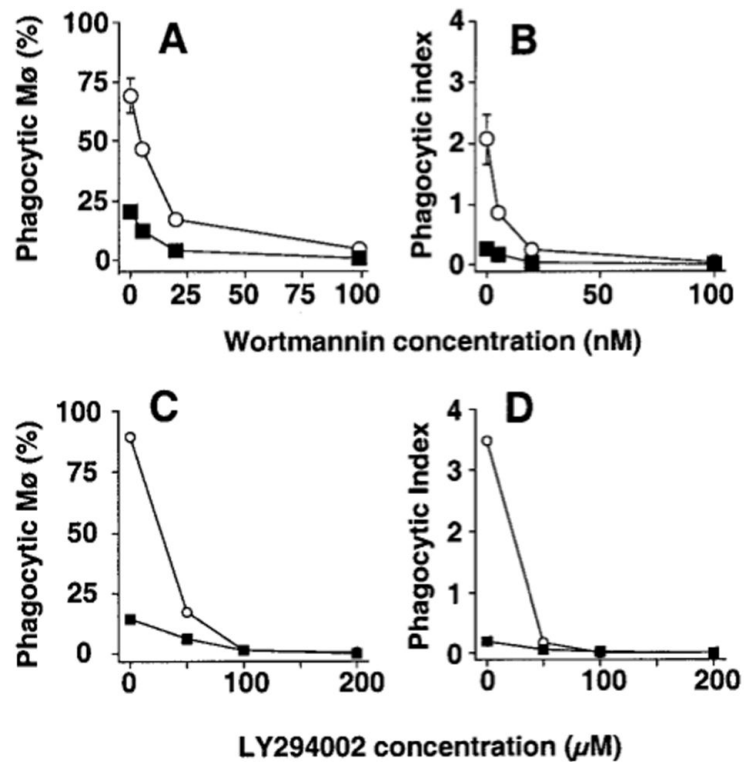 A
B
Phagocytic Mø (%)
100
75
50
25
0
0 25 50 75 100
Phagocytic index
4
3
2
1
0
0 50 100
Wortmannin concentration (nM)
C
D
Phagocytic Mø (%)
100
75
50
25
0
0 100 200
Phagocytic Index
4
3
2
1
0
0 100 200
LY294002 concentration (µM)